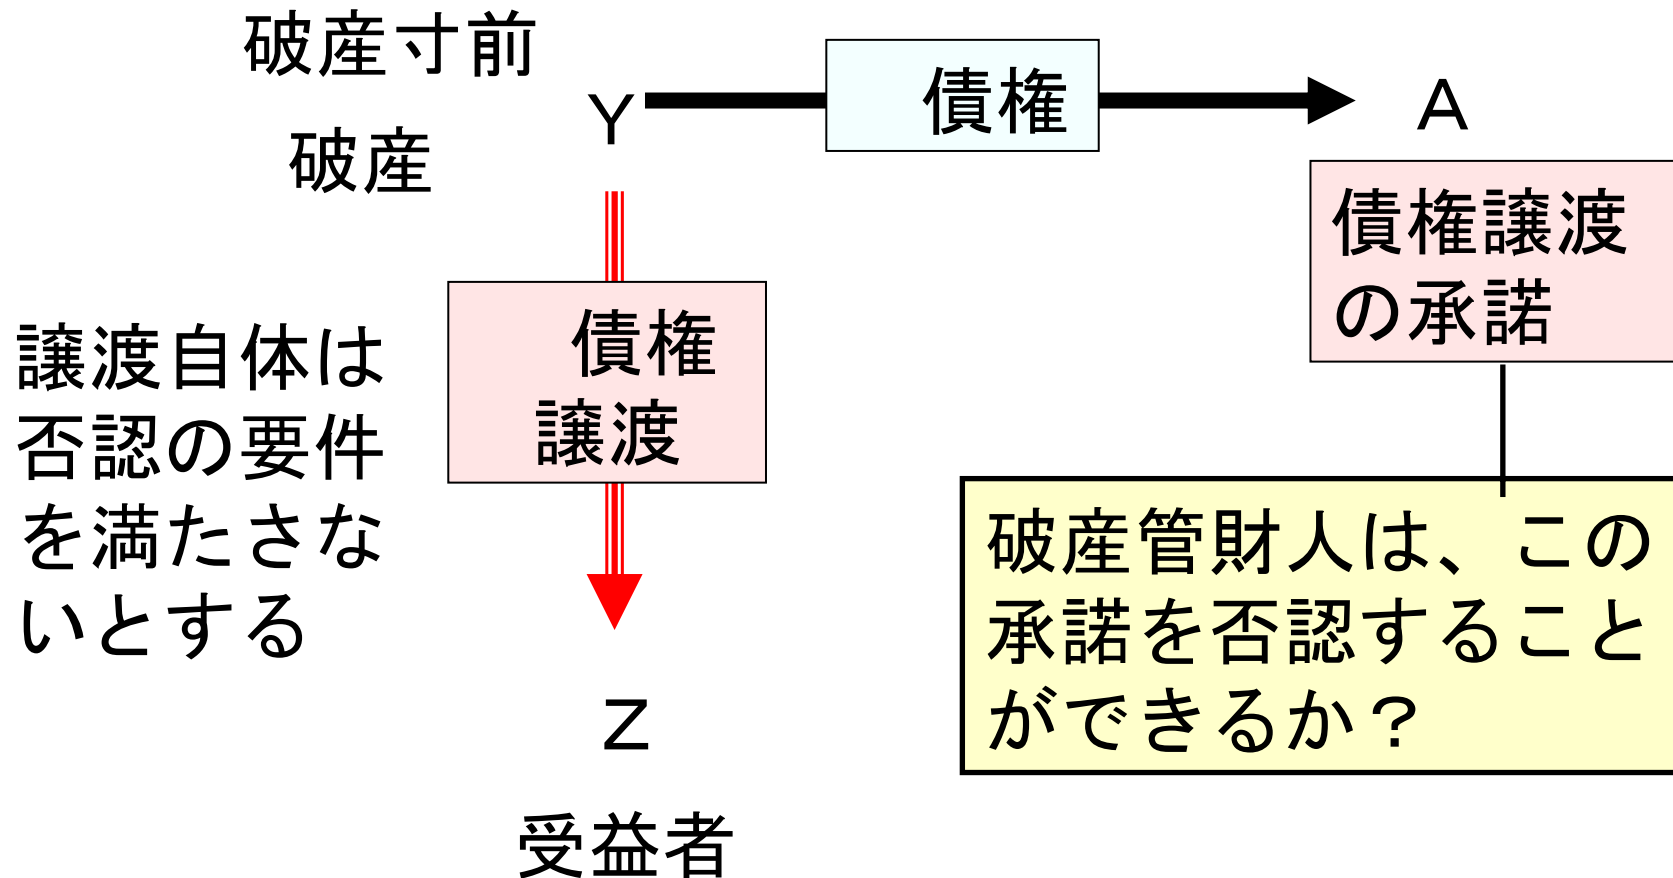 破産寸前
破産
Y
債権
A
債権譲渡
の承諾
債権
譲渡
譲渡自体は
否認の要件
を満たさな
いとする
Z
受益者
破産管財人は、この
承諾を否認すること
ができるか？